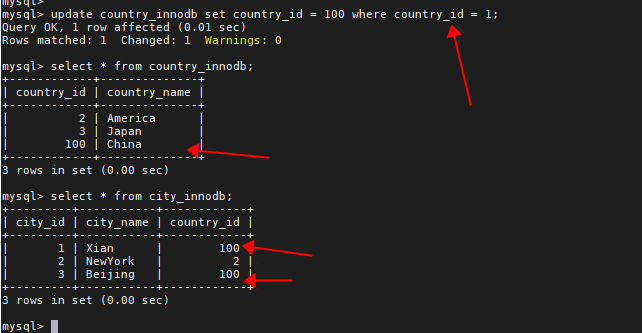 mysql> update country_innodb set country_id = 100 where country_id = 1;
Query OK, 1 row affected (0.01 sec)
Rows matched: 1  Changed: 1  Warnings: 0
mysql> select * from country_innodb;
+------------+--------------+
| country_id | country_name |
+------------+--------------+
|          2 | America      |
|          3 | Japan        |
|        100 | China        |
+------------+--------------+
3 rows in set (0.00 sec)
mysql> select * from city_innodb;
+---------+-----------+------------+
| city_id | city_name | country_id |
+---------+-----------+------------+
|       1 | Xian      |        100 |
|       2 | NewYork   |          2 |
|       3 | Beijing   |        100 |
+---------+-----------+------------+
3 rows in set (0.00 sec)
mysql>